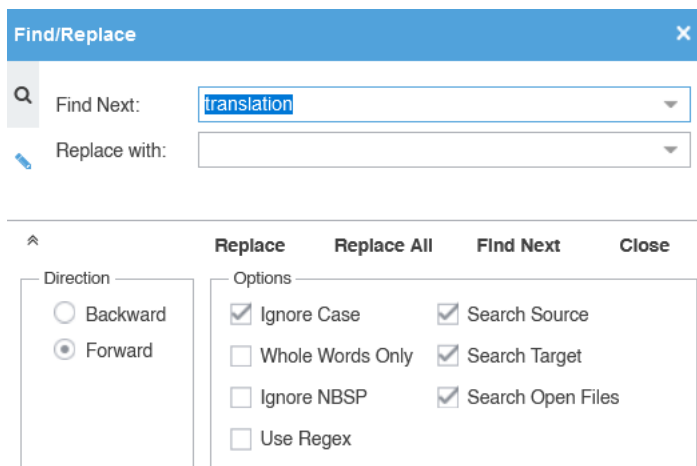 Find/Replace
Find Next: translation
Replace with:
Replace Replace All Find Next Close
Direction Options
Backward Ignore Case Search Source
Forward Whole Words Only Search Target
Ignore NBSP Search Open Files
Use Regex